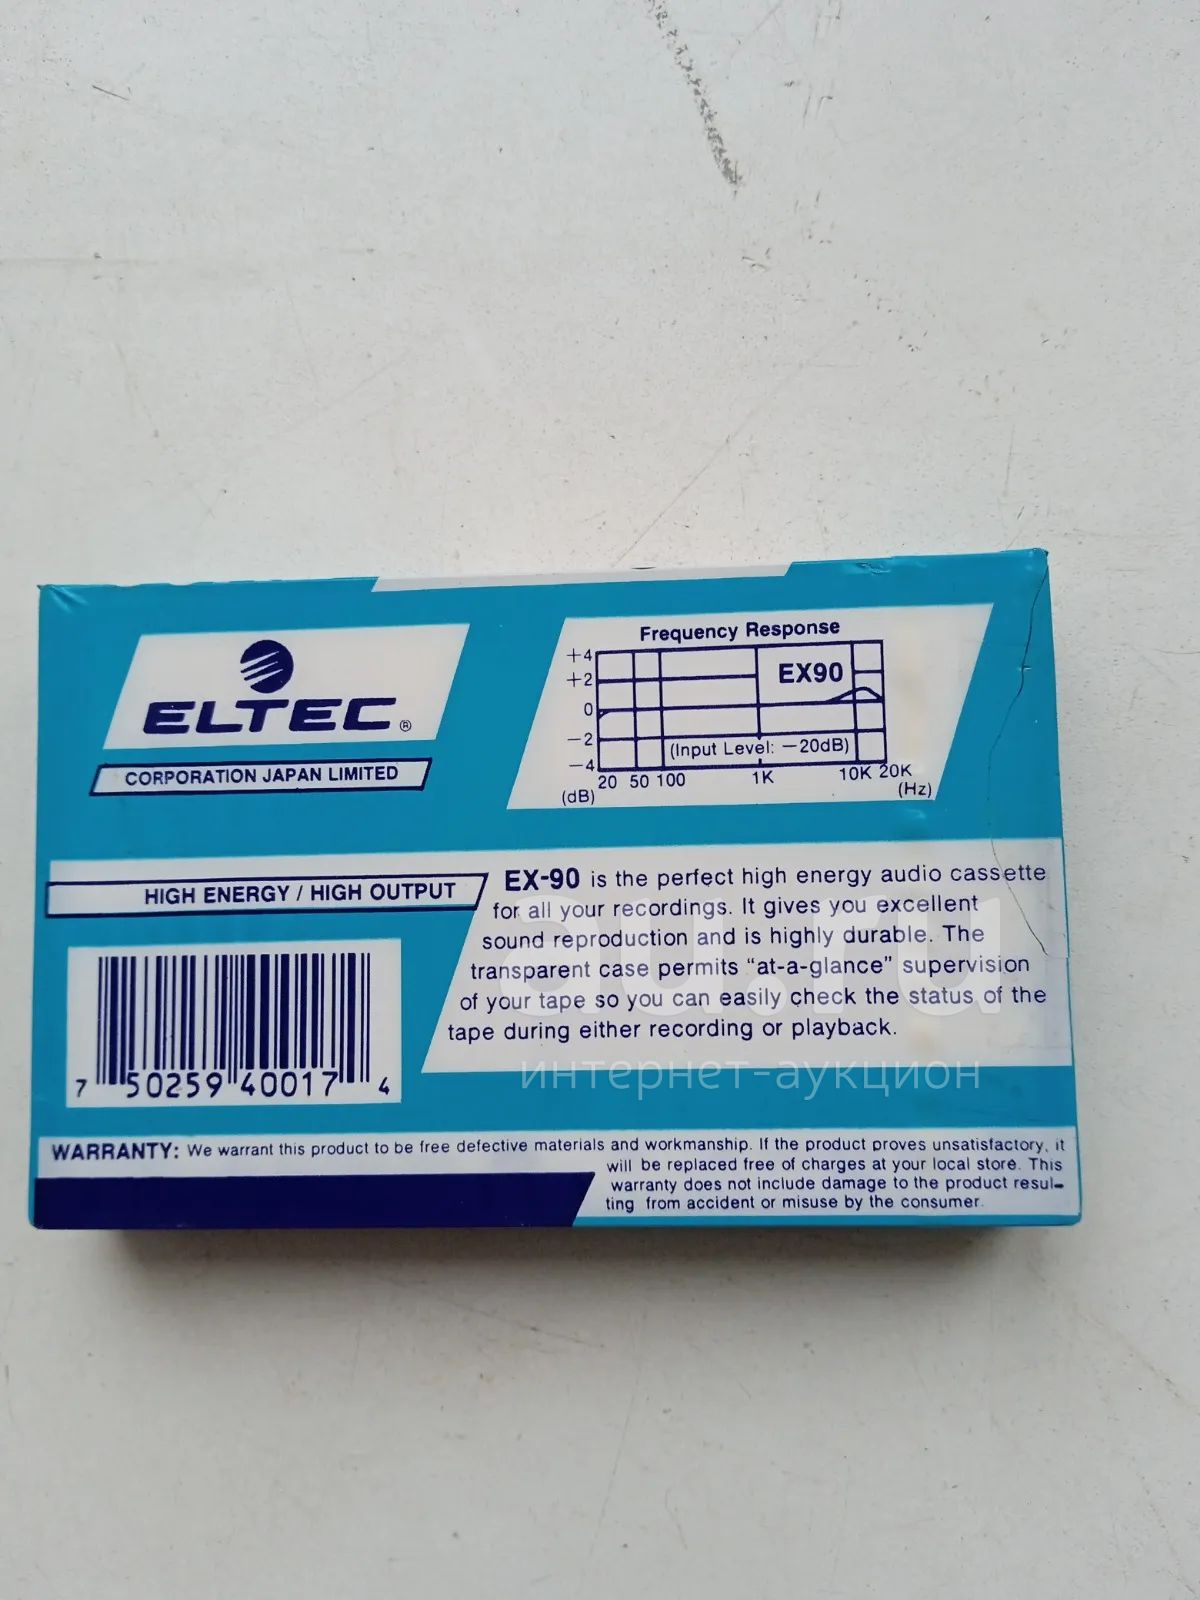 ELTEC ®
CORPORATION JAPAN LIMITED
Frequency Response
+4
+2
0
−2
−4
(dB)
EX90
(Input Level: −20dB)
20 50 100 1K 10K 20K
(Hz)
HIGH ENERGY / HIGH OUTPUT
EX-90 is the perfect high energy audio cassette
for all your recordings. It gives you excellent
sound reproduction and is highly durable. The
transparent case permits "at-a-glance" supervision
of your tape so you can easily check the status of the
tape during either recording or playback.
7 50259 40017 4
au.ru
интернет-аукцион
WARRANTY: We warrant this product to be free defective materials and workmanship. If the product proves unsatisfactory, it
will be replaced free of charges at your local store. This
warranty does not include damage to the product resul-
ting from accident or misuse by the consumer.